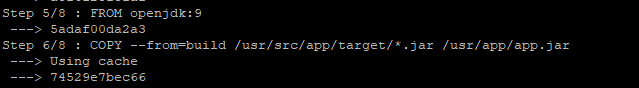 Step 5/8 : FROM openjdk:9
---> 5adaf00da2a3
Step 6/8 : COPY --from=build /usr/src/app/target/*.jar /usr/app/app.jar
---> Using cache
---> 74529e7bec66